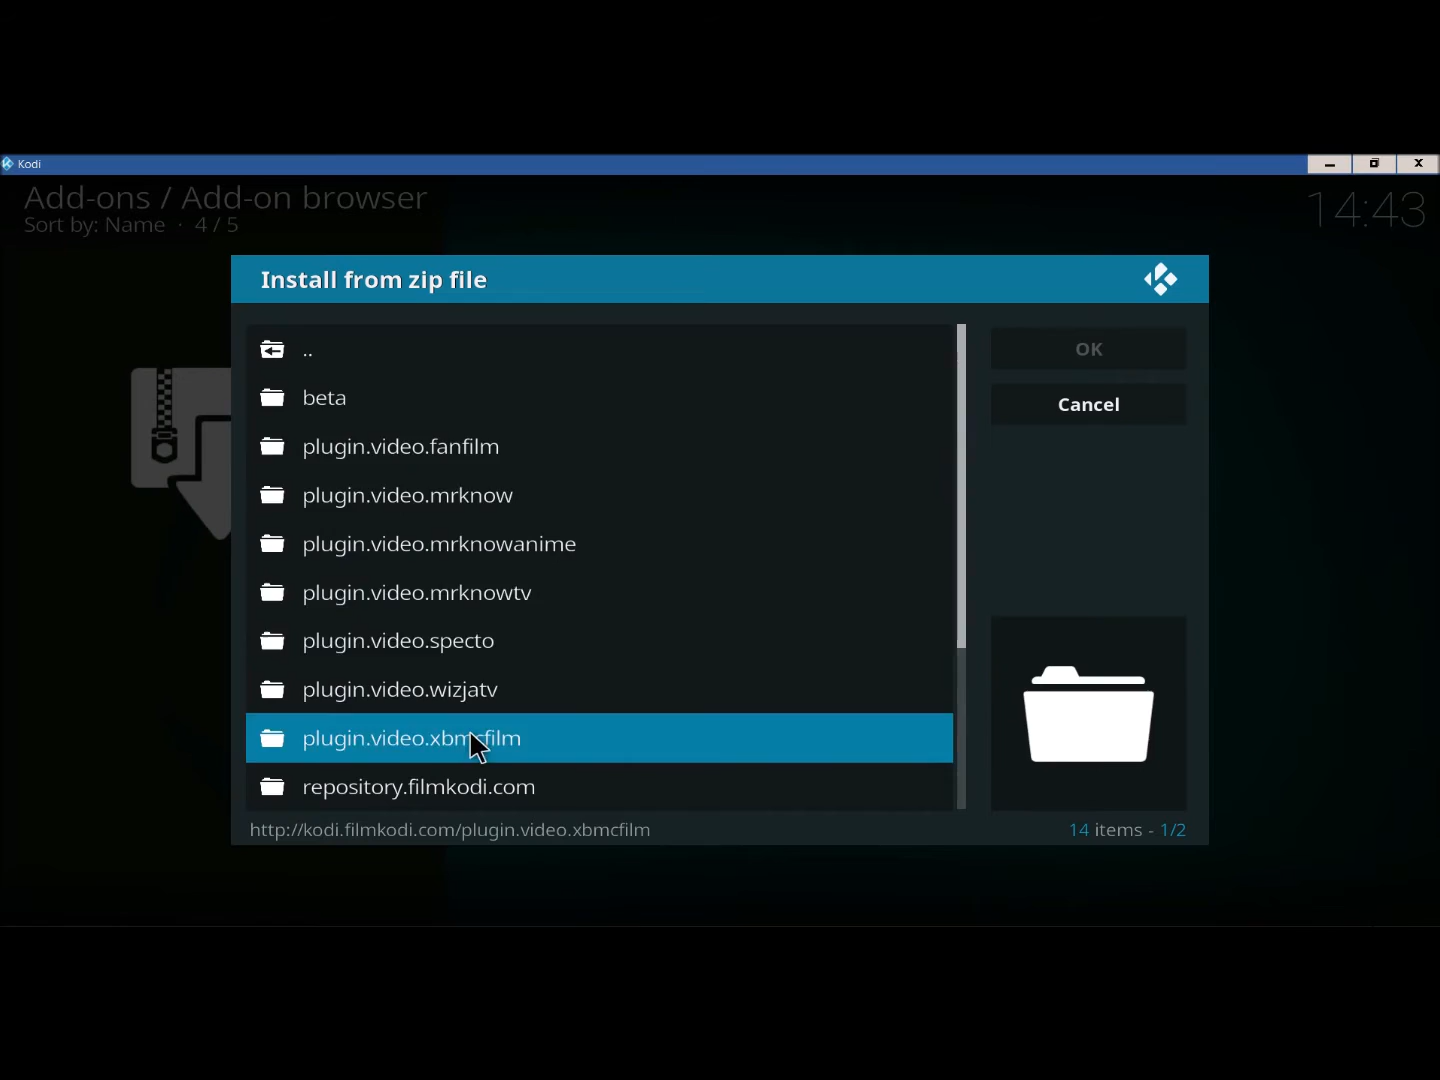 Kodi
Add-ons / Add-on browser
Sort by: Name · 4 / 5
14:43
Install from zip file
..
beta
plugin.video.fanfilm
plugin.video.mrknow
plugin.video.mrknowanime
plugin.video.mrknowtv
plugin.video.specto
plugin.video.wizjatv
plugin.video.xbmcfilm
repository.filmkodi.com
OK
Cancel
http://kodi.filmkodi.com/plugin.video.xbmcfilm
14 items - 1/2